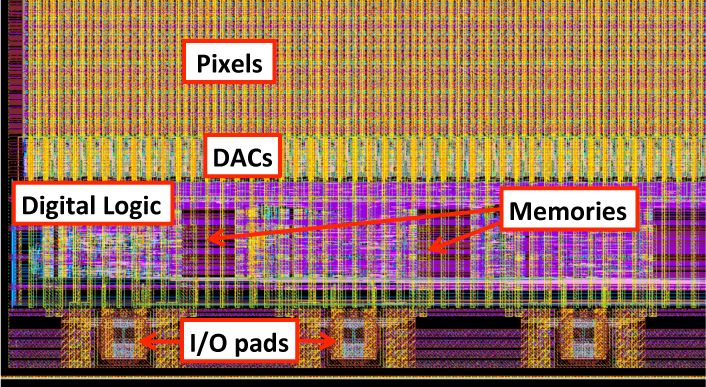 Pixels
DACs
Digital Logic
Memories
I/O pads